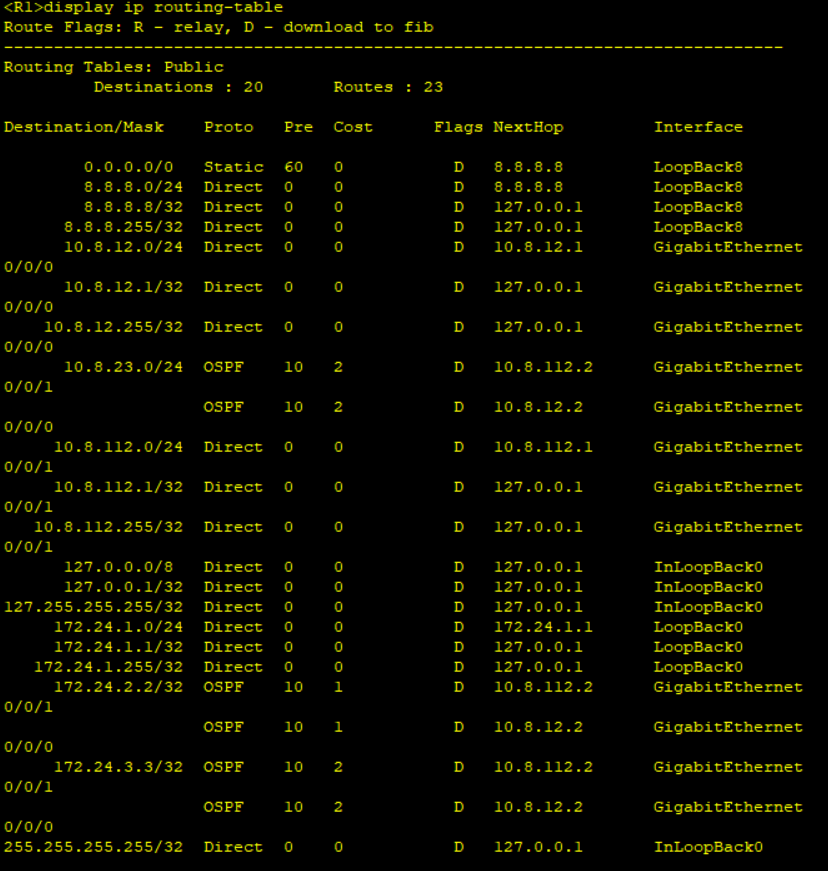 <R1>display ip routing-table
Route Flags: R - relay, D - download to fib
------------------------------------------------------------------------------
Routing Tables: Public
         Destinations : 20       Routes : 23

Destination/Mask    Proto   Pre  Cost      Flags NextHop         Interface

        0.0.0.0/0   Static  60   0           D   8.8.8.8         LoopBack8
        8.8.8.0/24  Direct  0    0           D   8.8.8.8         LoopBack8
        8.8.8.8/32  Direct  0    0           D   127.0.0.1       LoopBack8
      8.8.8.255/32  Direct  0    0           D   127.0.0.1       LoopBack8
      10.8.12.0/24  Direct  0    0           D   10.8.12.1       GigabitEthernet
0/0/0
      10.8.12.1/32  Direct  0    0           D   127.0.0.1       GigabitEthernet
0/0/0
    10.8.12.255/32  Direct  0    0           D   127.0.0.1       GigabitEthernet
0/0/0
      10.8.23.0/24  OSPF    10   2           D   10.8.112.2      GigabitEthernet
0/0/1
                    OSPF    10   2           D   10.8.12.2       GigabitEthernet
0/0/0
     10.8.112.0/24  Direct  0    0           D   10.8.112.1      GigabitEthernet
0/0/1
     10.8.112.1/32  Direct  0    0           D   127.0.0.1       GigabitEthernet
0/0/1
   10.8.112.255/32  Direct  0    0           D   127.0.0.1       GigabitEthernet
0/0/1
      127.0.0.0/8   Direct  0    0           D   127.0.0.1       InLoopBack0
      127.0.0.1/32  Direct  0    0           D   127.0.0.1       InLoopBack0
127.255.255.255/32  Direct  0    0           D   127.0.0.1       InLoopBack0
     172.24.1.0/24  Direct  0    0           D   172.24.1.1      LoopBack0
     172.24.1.1/32  Direct  0    0           D   127.0.0.1       LoopBack0
   172.24.1.255/32  Direct  0    0           D   127.0.0.1       LoopBack0
     172.24.2.2/32  OSPF    10   1           D   10.8.112.2      GigabitEthernet
0/0/1
                    OSPF    10   1           D   10.8.12.2       GigabitEthernet
0/0/0
     172.24.3.3/32  OSPF    10   2           D   10.8.112.2      GigabitEthernet
0/0/1
                    OSPF    10   2           D   10.8.12.2       GigabitEthernet
0/0/0
255.255.255.255/32  Direct  0    0           D   127.0.0.1       InLoopBack0